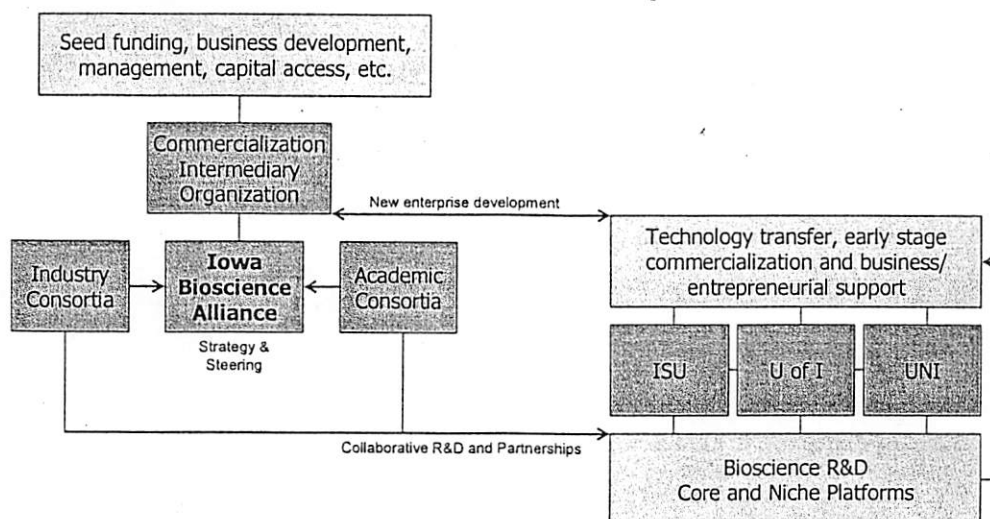 Seed funding, business development,
management, capital access, etc.
Commercialization
Intermediary
Organization
New enterprise development
Industry
Consortia
Iowa
Bioscience
Alliance
Academic
Consortia
Strategy &
Steering
Technology transfer, early stage
commercialization and business/
entrepreneurial support
ISU
U of I
UNI
Collaborative R&D and Partnerships
Bioscience R&D
Core and Niche Platforms